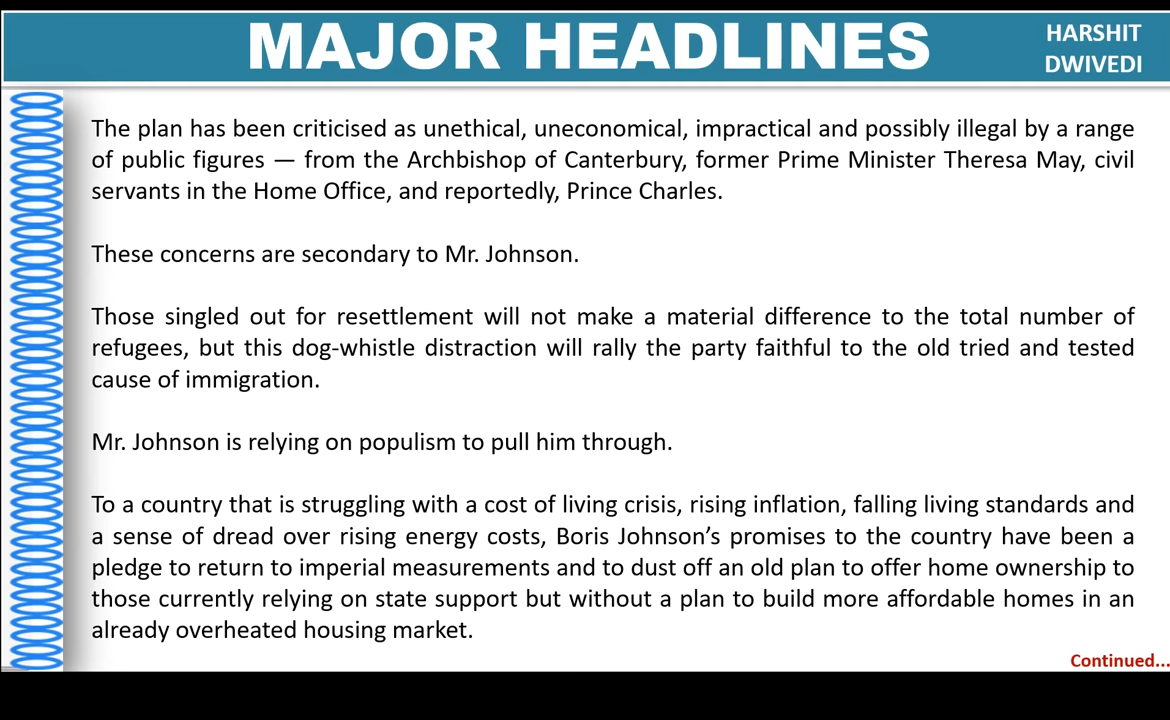 MAJOR HEADLINES
HARSHIT
DWIVEDI
The plan has been criticised as unethical, uneconomical, impractical and possibly illegal by a range
of public figures — from the Archbishop of Canterbury, former Prime Minister Theresa May, civil
servants in the Home Office, and reportedly, Prince Charles.
These concerns are secondary to Mr. Johnson.
Those singled out for resettlement will not make a material difference to the total number of
refugees, but this dog-whistle distraction will rally the party faithful to the old tried and tested
cause of immigration.
Mr. Johnson is relying on populism to pull him through.
To a country that is struggling with a cost of living crisis, rising inflation, falling living standards and
a sense of dread over rising energy costs, Boris Johnson’s promises to the country have been a
pledge to return to imperial measurements and to dust off an old plan to offer home ownership to
those currently relying on state support but without a plan to build more affordable homes in an
already overheated housing market.
Continued...